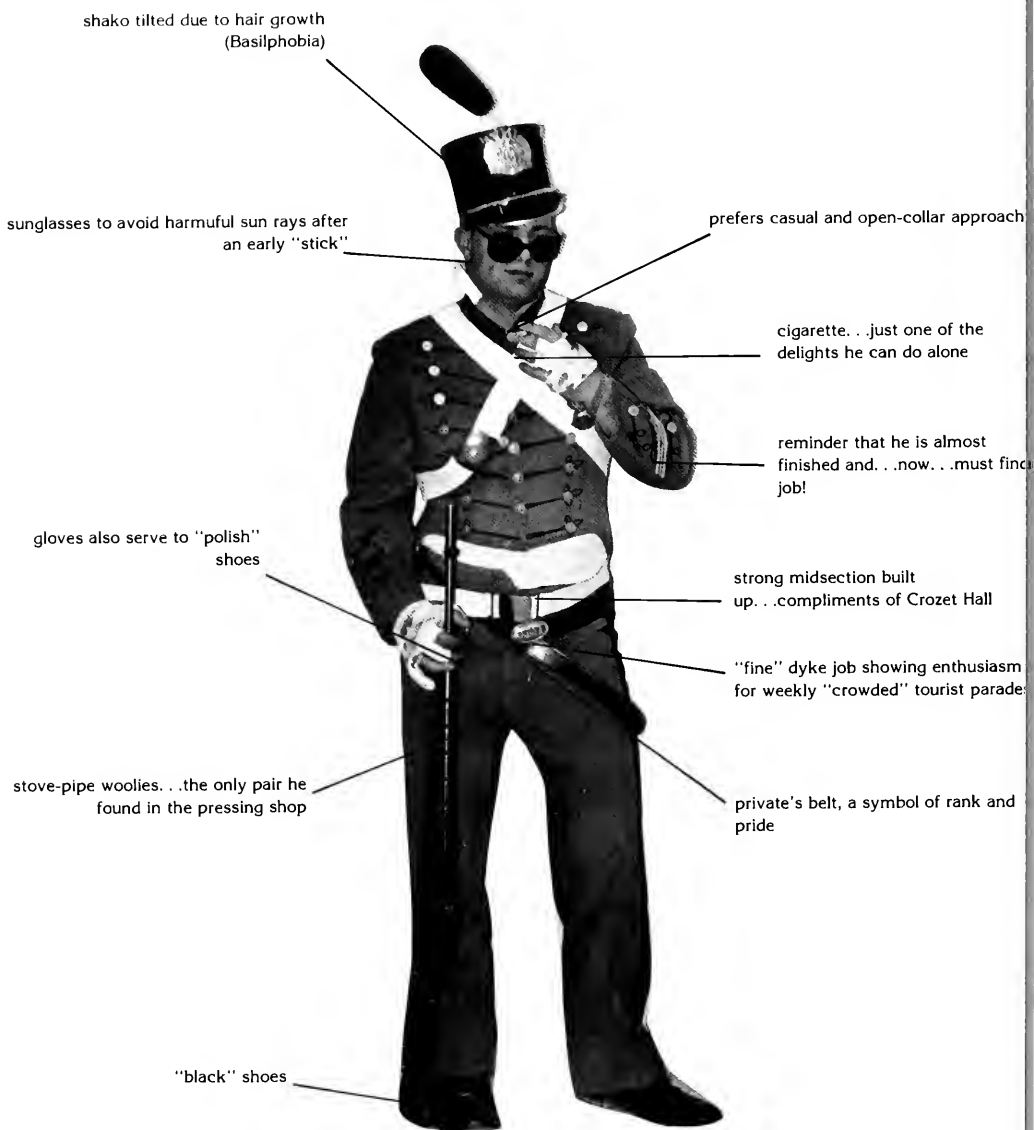 shako tilted due to hair growth
(Basilphobia)
sunglasses to avoid harmuful sun rays after
an early "stick"
prefers casual and open-collar approach
cigarette. . .just one of the
delights he can do alone
reminder that he is almost
finished and. . .now. . .must find
job!
gloves also serve to "polish"
shoes
strong midsection built
up. . .compliments of Crozet Hall
"fine" dyke job showing enthusiasm
for weekly "crowded" tourist parade
stove-pipe woolies. . .the only pair he
found in the pressing shop
private's belt, a symbol of rank and
pride
"black" shoes